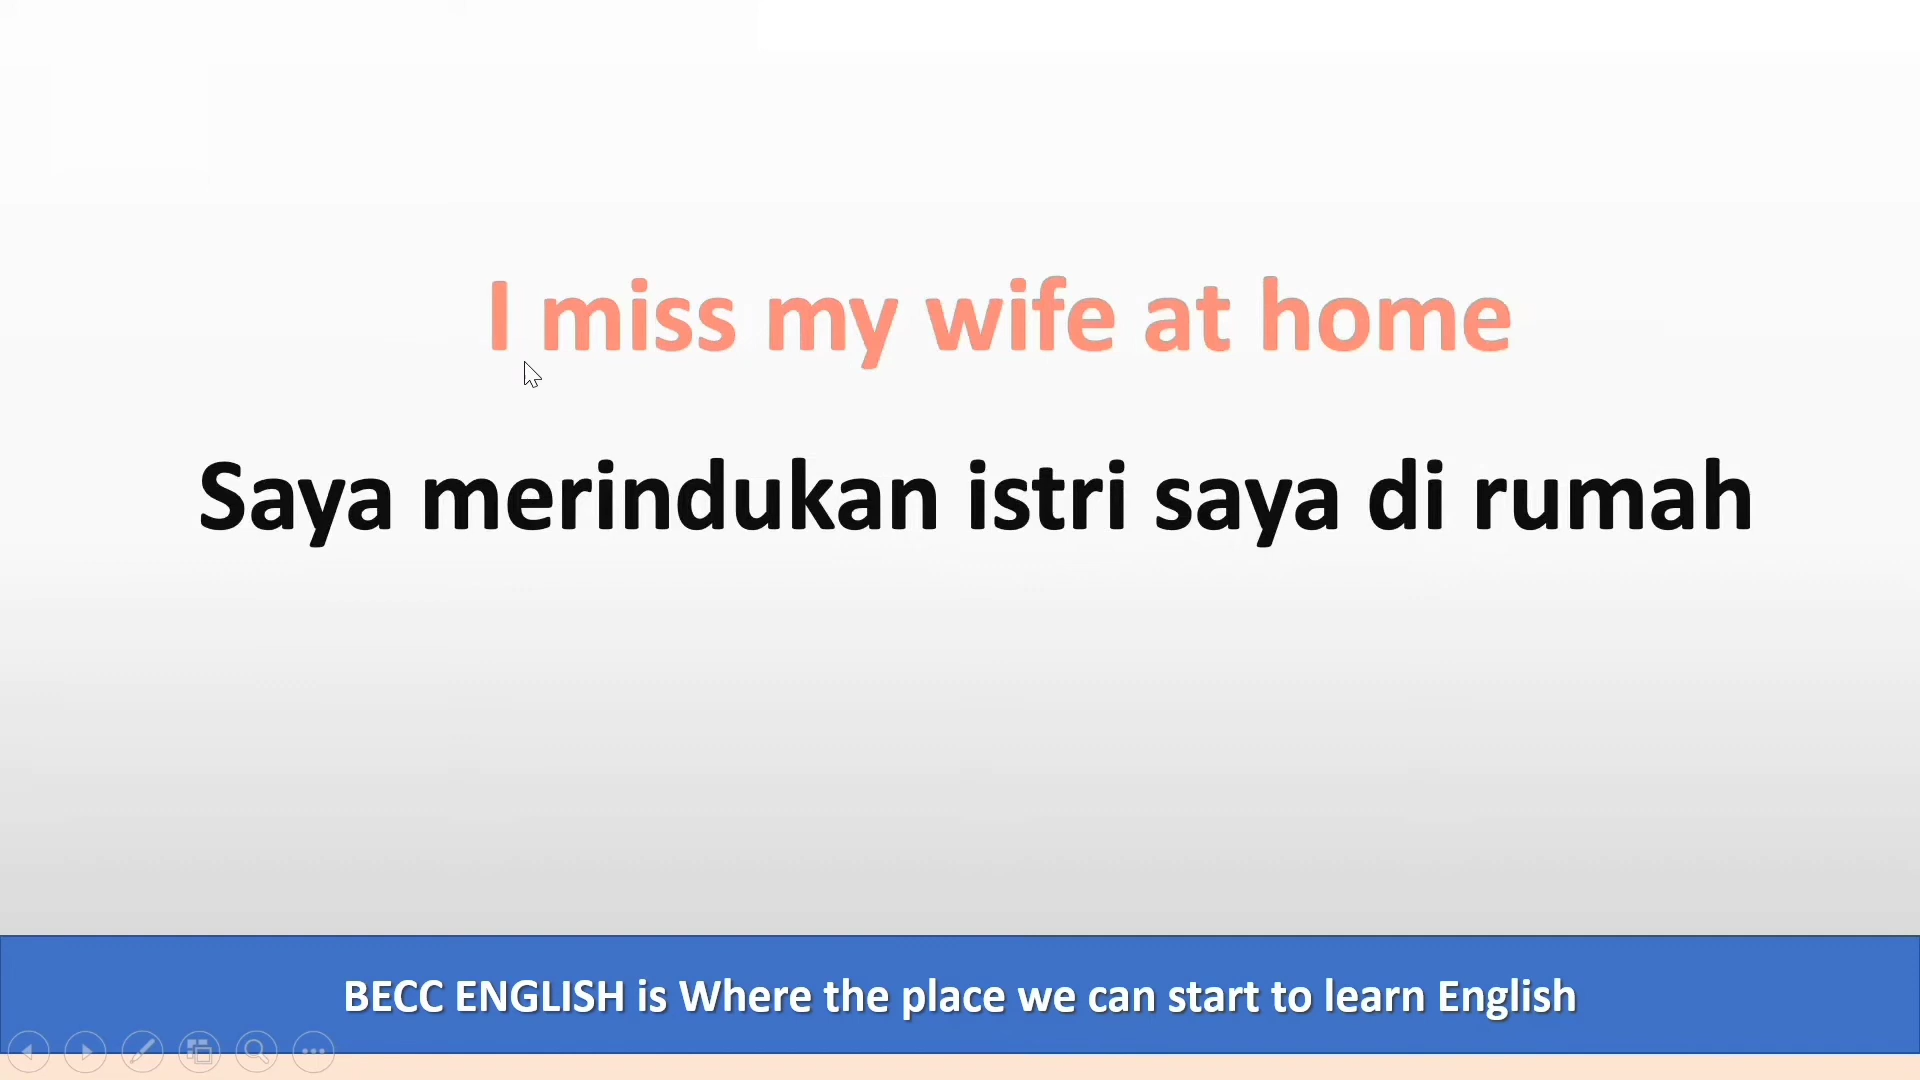 I miss my wife at home
Saya merindukan istri saya di rumah
BECC ENGLISH is Where the place we can start to learn English